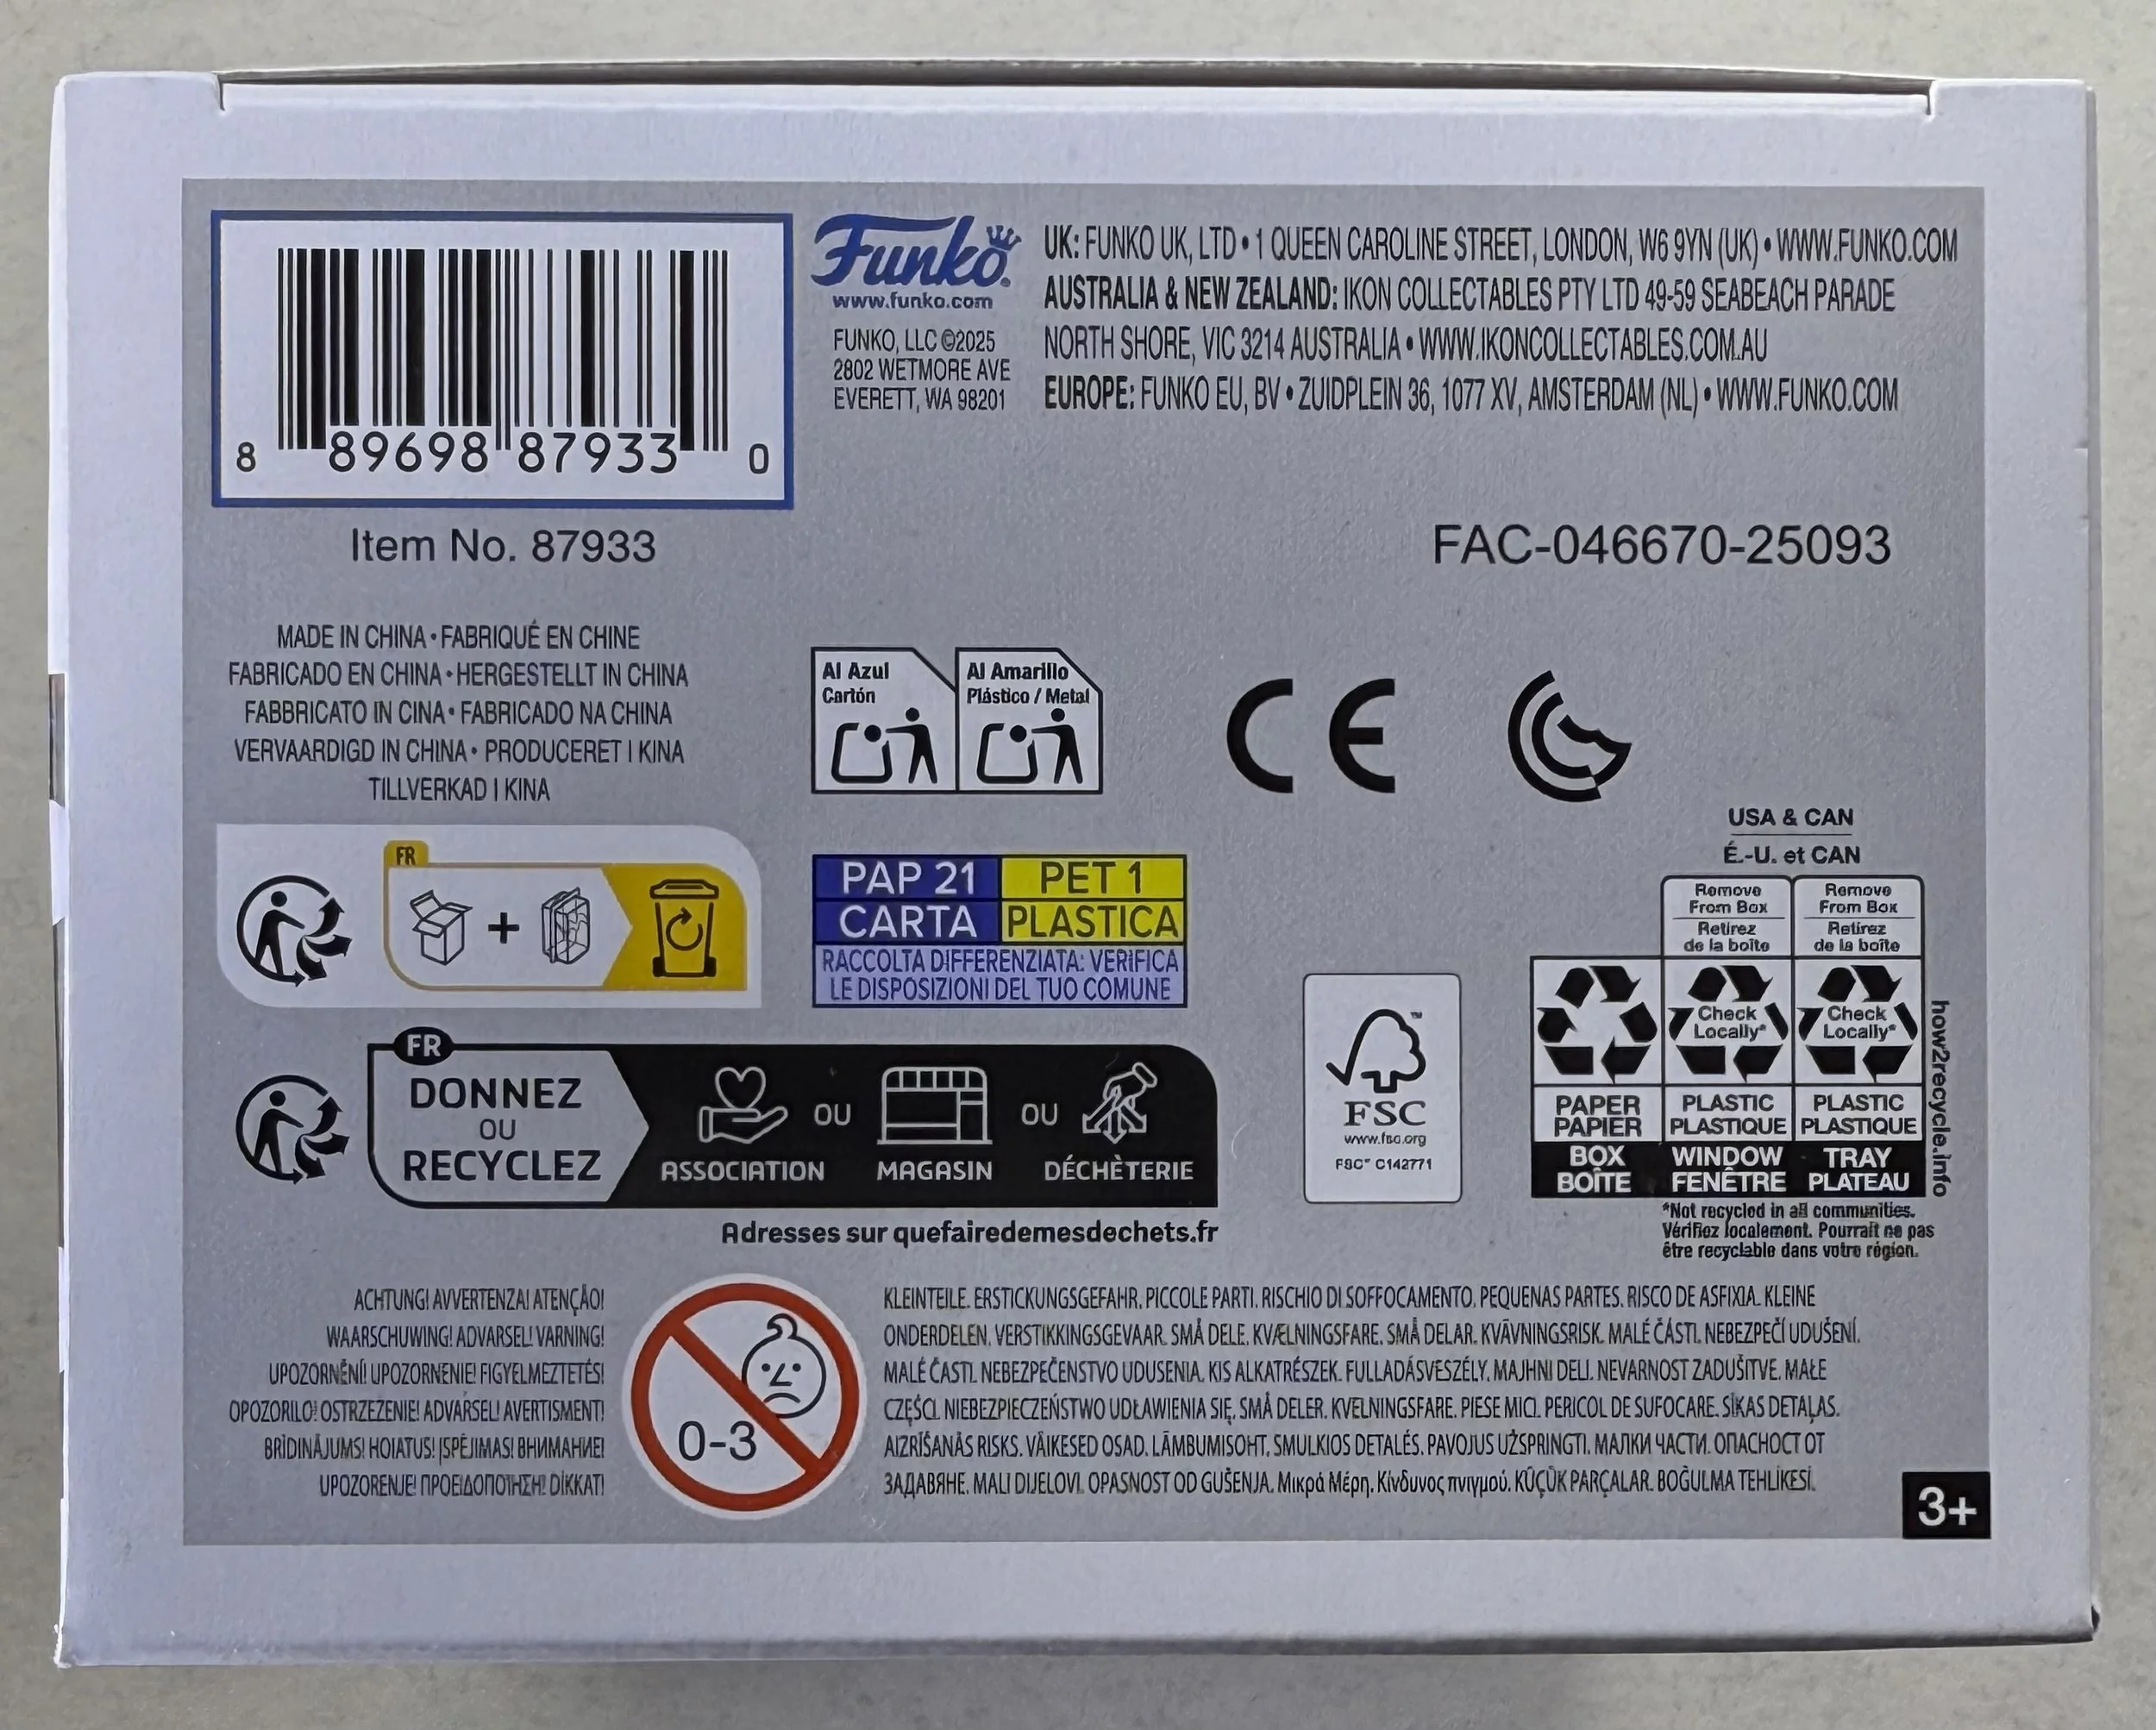 8 89698 87933 0
Item No. 87933
Funko
www.funko.com
FUNKO, LLC ©2025
2802 WETMORE AVE
EVERETT, WA 98201
UK: FUNKO UK, LTD • 1 QUEEN CAROLINE STREET, LONDON, W6 9YN (UK) • WWW.FUNKO.COM
AUSTRALIA & NEW ZEALAND: IKON COLLECTABLES PTY LTD 49-59 SEABEACH PARADE
NORTH SHORE, VIC 3214 AUSTRALIA • WWW.IKONCOLLECTABLES.COM.AU
EUROPE: FUNKO EU, BV • ZUIDPLEIN 36, 1077 XV, AMSTERDAM (NL) • WWW.FUNKO.COM
FAC-046670-25093
MADE IN CHINA • FABRIQUÉ EN CHINE
FABRICADO EN CHINA • HERGESTELLT IN CHINA
FABBRICATO IN CINA • FABRICADO NA CHINA
VERVAARDIGD IN CHINA • PRODUCERET I KINA
TILLVERKAD I KINA
Al Azul
Cartón
Al Amarillo
Plástico / Metal
CE
FR
PAP 21
CARTA
PET 1
PLASTICA
RACCOLTA DIFFERENZIATA: VERIFICA
LE DISPOSIZIONI DEL TUO COMUNE
FR
DONNEZ
OU
RECYCLEZ
ASSOCIATION
OU
MAGASIN
OU
DÉCHÈTERIE
Adresses sur quefairedemesdechets.fr
FSC
www.fsc.org
FSC™ C142771
USA & CAN
É.-U. et CAN
Remove
From Box
Retirez
de la boîte
Remove
From Box
Retirez
de la boîte
Check
Locally*
Check
Locally*
PAPER
PAPIER
PLASTIC
PLASTIQUE
PLASTIC
PLASTIQUE
BOX
BOÎTE
WINDOW
FENÊTRE
TRAY
PLATEAU
how2recycle.info
*Not recycled in all communities.
Vérifiez localement. Pourrait ne pas
être recyclable dans votre région.
ACHTUNG! AVVERTENZA! ATENÇÃO!
WAARSCHUWING! ADVARSEL! VARNING!
UPOZORNĚNÍ! UPOZORNENIE! FIGYELMEZTETÉS!
OPOZORILO! OSTRZEŻENIE! ADVARSEL! AVERTISMENT!
BRĪDINĀJUMS! HOIATUS! ĮSPĖJIMAS! ВНИМАНИЕ!
UPOZORENJE! ΠΡΟΕΙΔΟΠΟΊΗΣΗ! DİKKAT!
0-3
KLEINTEILE. ERSTICKUNGSGEFAHR. PICCOLE PARTI. RISCHIO DI SOFFOCAMENTO. PEQUENAS PARTES. RISCO DE ASFIXIA. KLEINE
ONDERDELEN. VERSTIKKINGSGEVAAR. SMÅ DELE. KVÆLNINGSFARE. SMÅ DELAR. KVÄVNINGSRISK. MALÉ ČÁSTI. NEBEZPEČÍ UDUŠENÍ.
MALÉ ČASTI. NEBEZPEČENSTVO UDUSENIA. KIS ALKATRÉSZEK. FULLADÁSVESZÉLY. MAJHNI DELI. NEVARNOST ZADUŠITVE. MAŁE
CZĘŚCI. NIEBEZPIECZEŃSTWO UDŁAWIENIA SIĘ. SMÅ DELER. KVELNINGSFARE. PIESE MICI. PERICOL DE SUFOCARE. SĪKAS DETAĻAS.
AIZRĪŠANĀS RISKS. VÄIKESED OSAD. LÄMBUMISOHT. SMULKIOS DETALĖS. PAVOJUS UŽSPRINGTI. МАЛКИ ЧАСТИ. ОПАСНОСТ ОТ
ЗАДАВЯНЕ. MALI DIJELOVI. OPASNOST OD GUŠENJA. Μικρά Μέρη. Κίνδυνος πνιγμού. KÜÇÜK PARÇALAR. BOĞULMA TEHLİKESİ.
3+